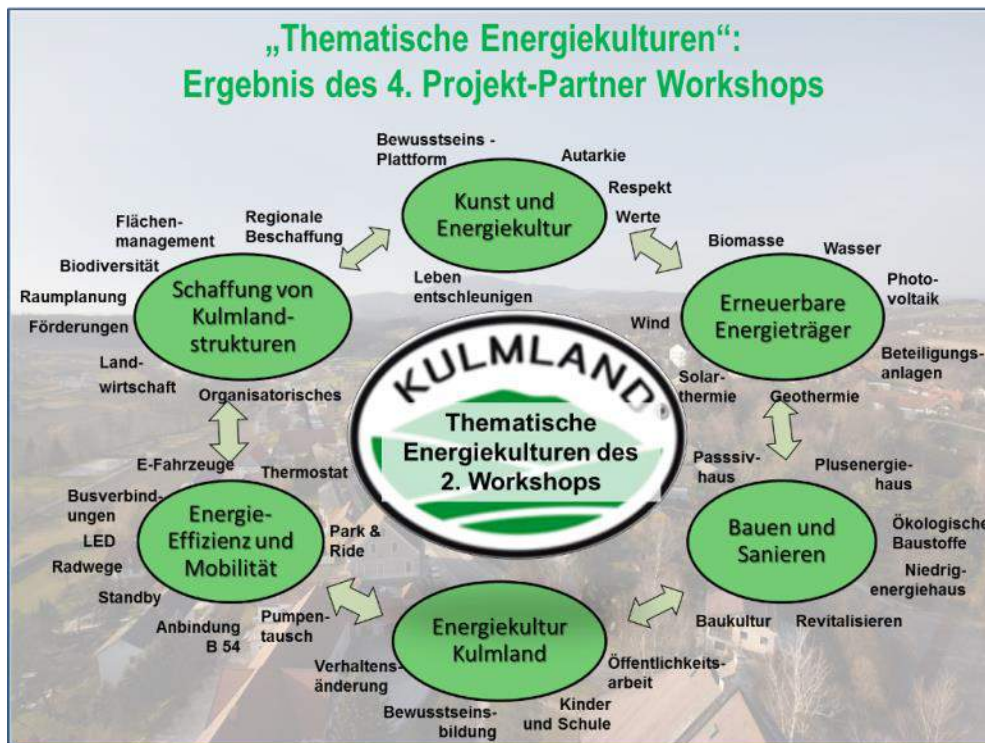 „Thematische Energiekulturen“:
Ergebnis des 4. Projekt-Partner Workshops
Bewusstseins -
Plattform
Autarkie
Respekt
Werte
Kunst und
Energiekultur
Leben
entschleunigen
Flächen-
management
Regionale
Beschaffung
Biodiversität
Raumplanung
Förderungen
Land-
wirtschaft
Organisatorisches
Schaffung von
Kulmland-
strukturen
Biomasse
Wasser
Photo-
voltaik
Wind
Erneuerbare
Energieträger
Beteiligungs-
anlagen
Solar-
thermie
Geothermie
KULMLAND®
Thematische
Energiekulturen des
2. Workshops
E-Fahrzeuge
Thermostat
Busverbind-
ungen
LED
Radwege
Standby
Energie-
Effizienz und
Mobilität
Park &
Ride
Anbindung
B 54
Pumpen-
tausch
Passsiv-
haus
Plusenergie-
haus
Bauen und
Sanieren
Ökologische
Baustoffe
Niedrig-
energiehaus
Baukultur
Revitalisieren
Energiekultur
Kulmland
Verhaltens-
änderung
Bewusstseins-
bildung
Kinder
und Schule
Öffentlichkeits-
arbeit